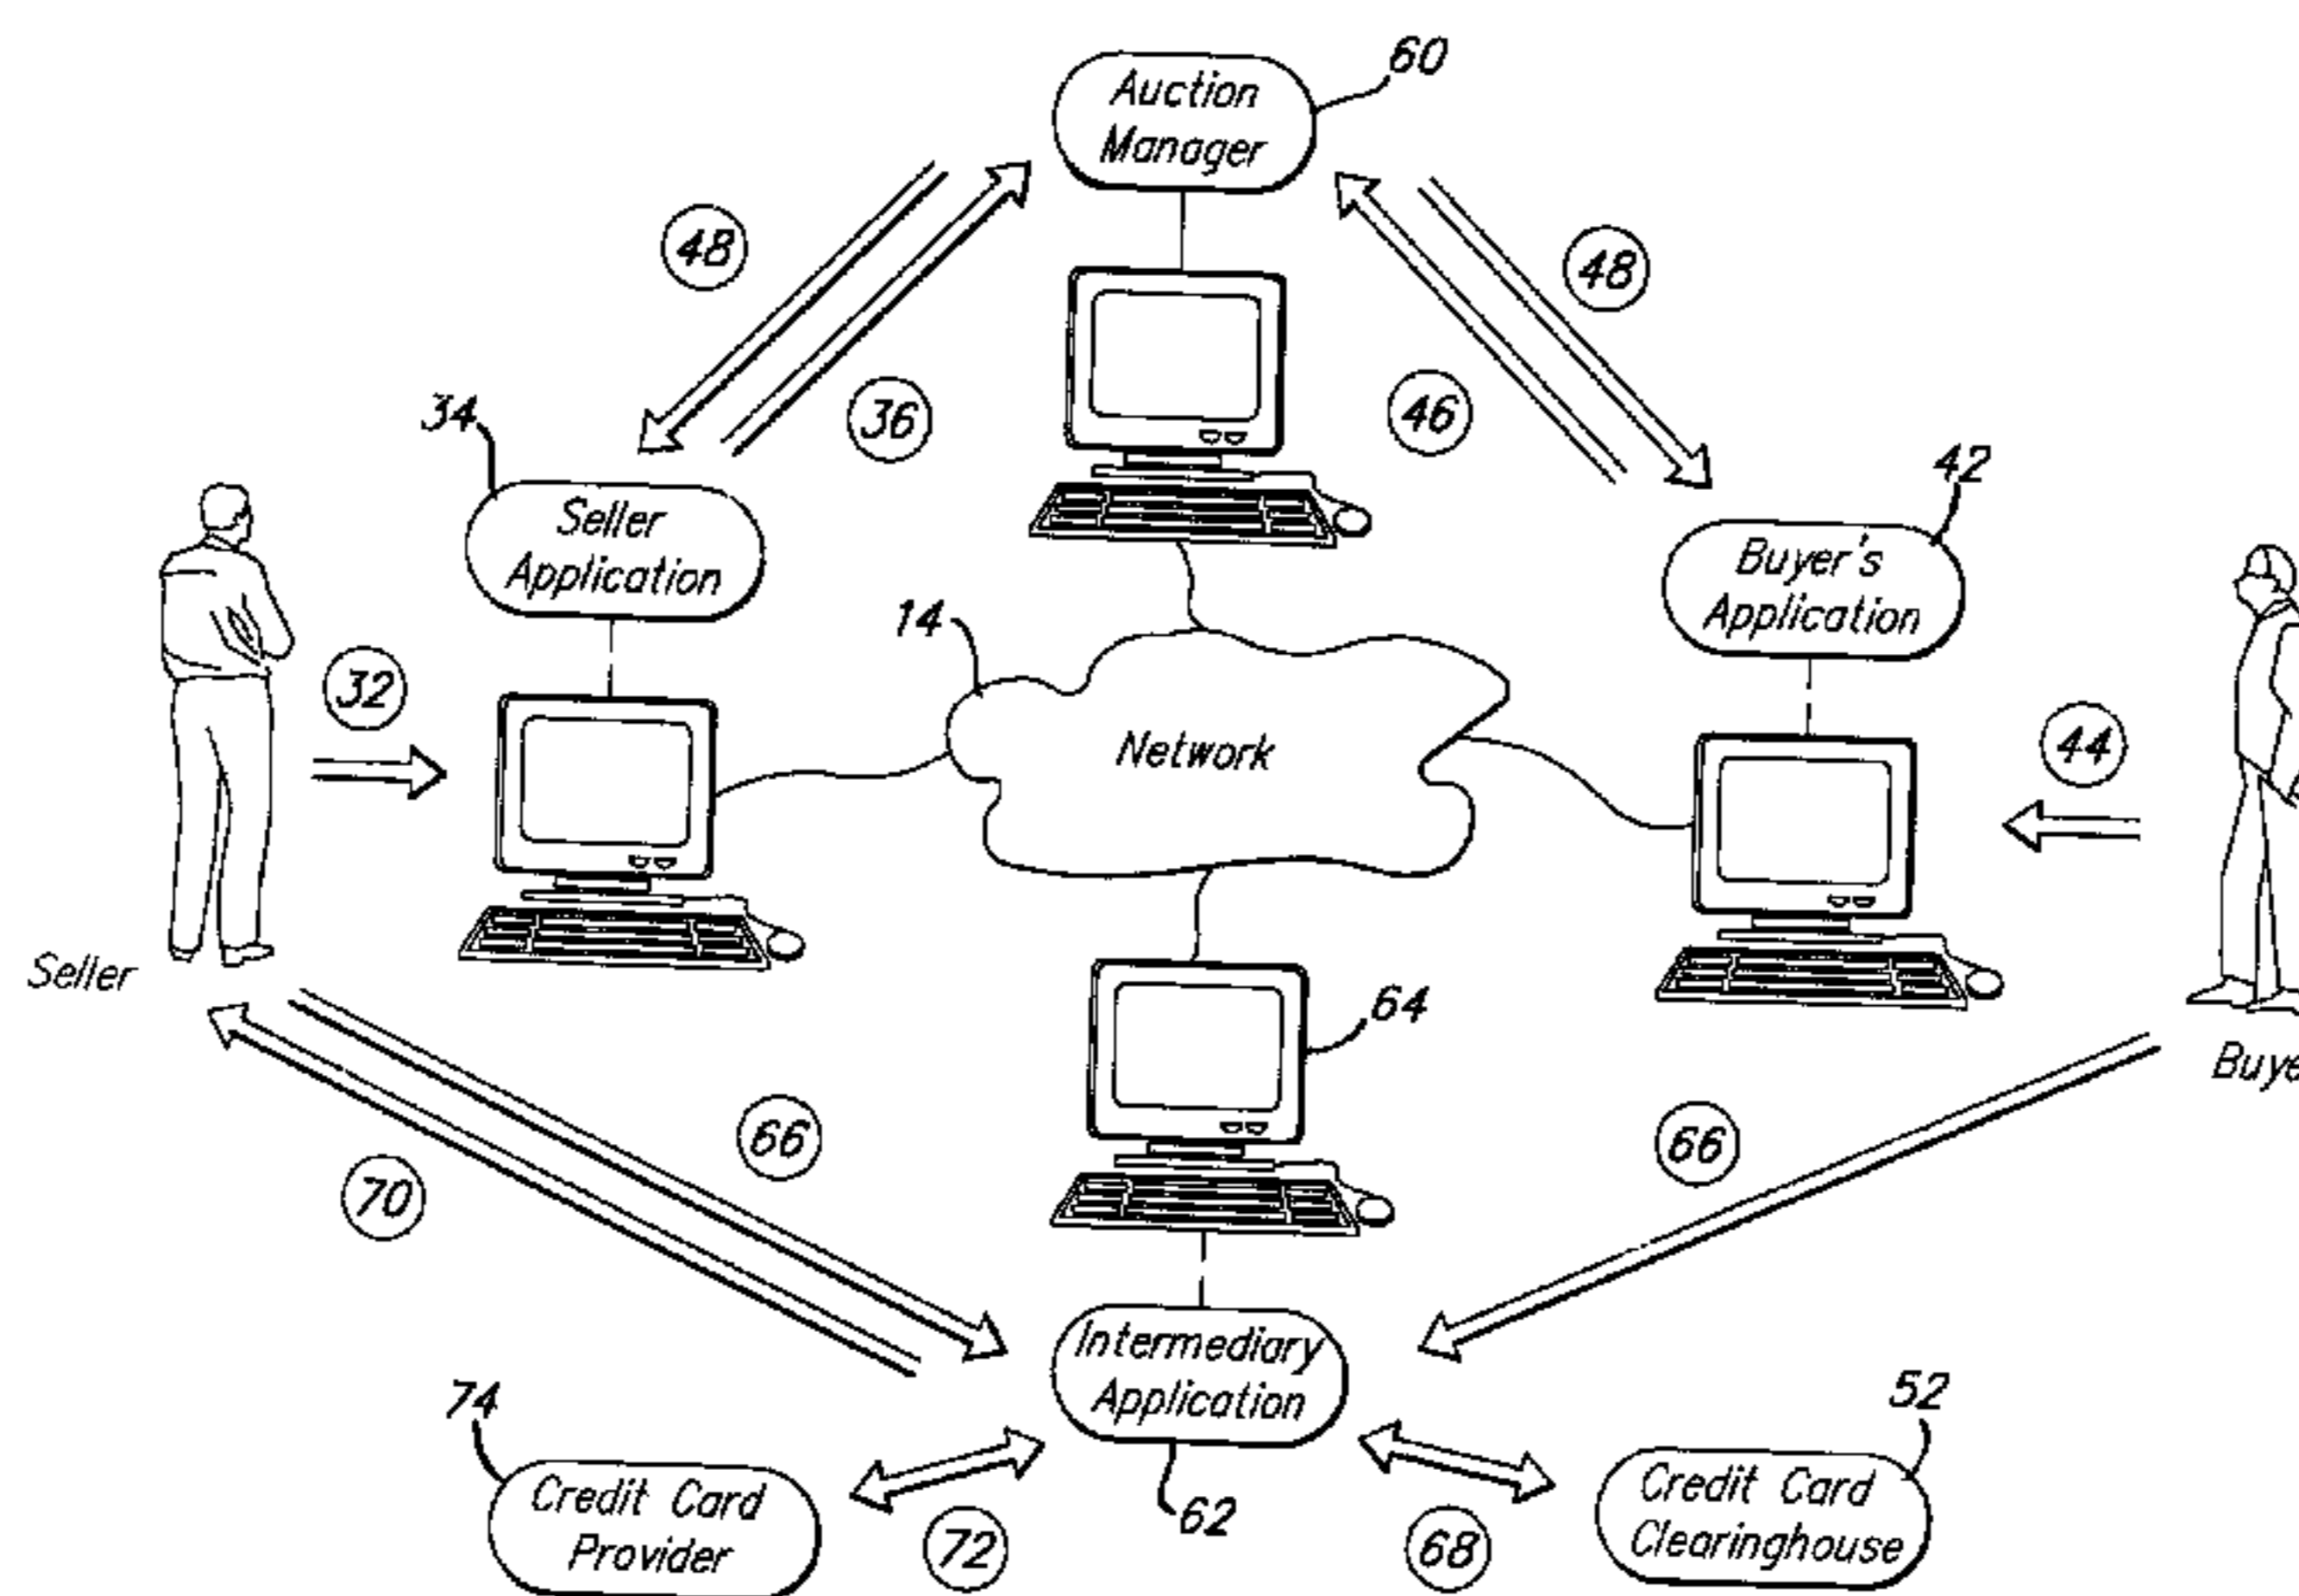 60
Auction
Manager
48
48
36
46
34
42
Seller
Application
Buyer's
Application
14
32
Network
44
Seller
64
Buye
66
66
70
Intermediary
Application
74
52
Credit Card
Provider
72
62
68
Credit Card
Clearinghouse